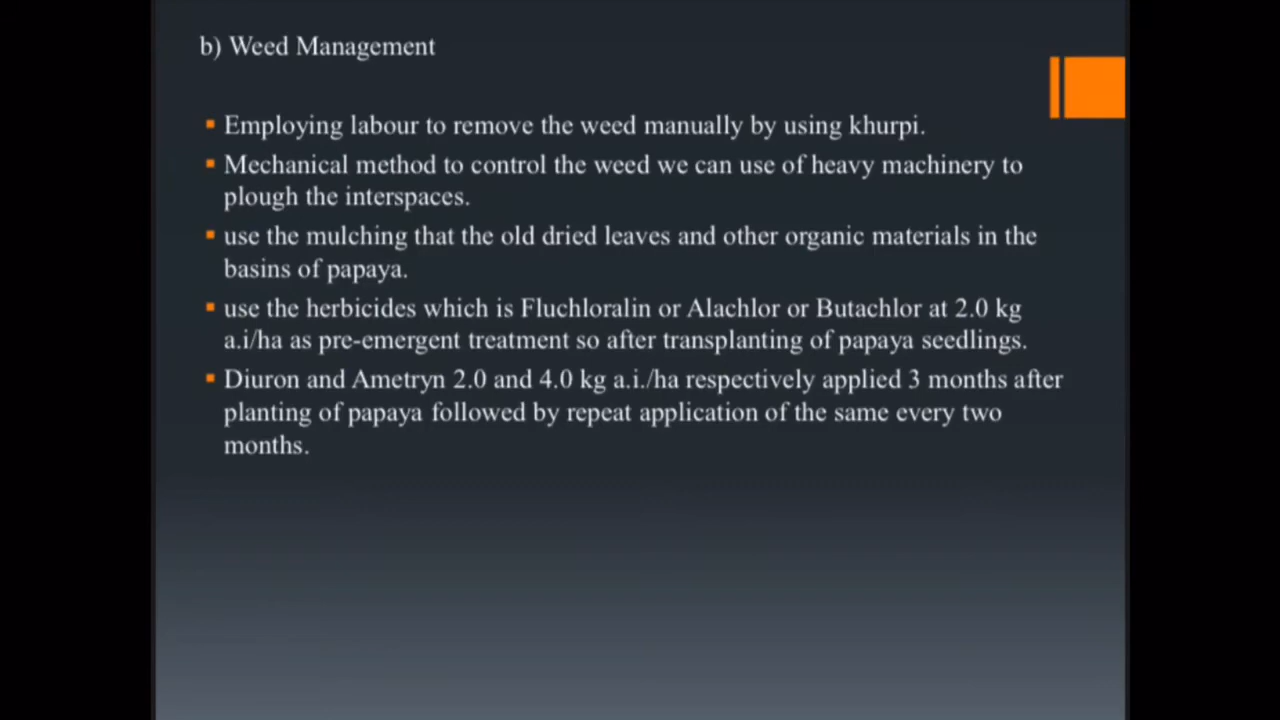 b) Weed Management
▪ Employing labour to remove the weed manually by using khurpi.
▪ Mechanical method to control the weed we can use of heavy machinery to
plough the interspaces.
▪ use the mulching that the old dried leaves and other organic materials in the
basins of papaya.
▪ use the herbicides which is Fluchloralin or Alachlor or Butachlor at 2.0 kg
a.i/ha as pre-emergent treatment so after transplanting of papaya seedlings.
▪ Diuron and Ametryn 2.0 and 4.0 kg a.i./ha respectively applied 3 months after
planting of papaya followed by repeat application of the same every two
months.